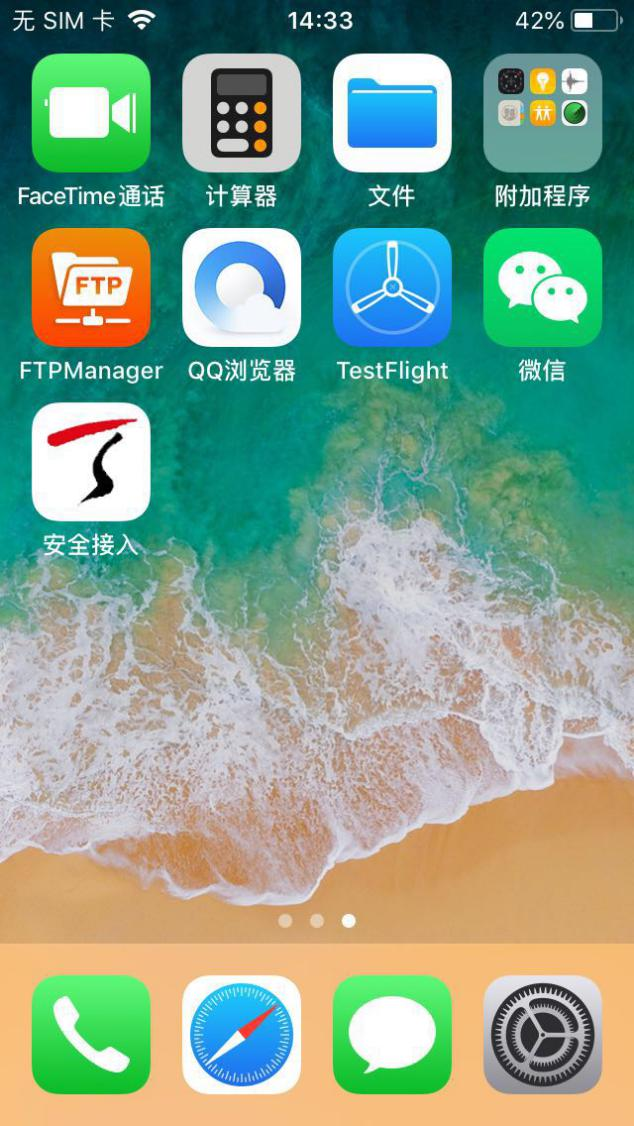 无 SIM 卡 14:33 42%
FaceTime通话 计算器 文件 附加程序
FTP
FTPManager QQ浏览器 TestFlight 微信
安全接入